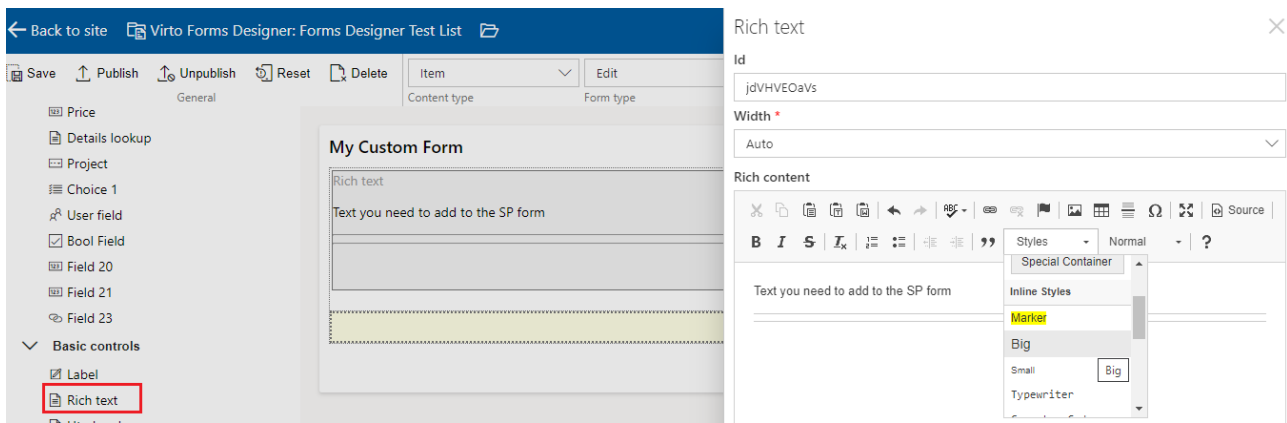 Back to site Virto Forms Designer: Forms Designer Test List
Save Publish Unpublish Reset Delete Item Edit
General Content type Form type
Price
Details lookup
Project
Choice 1
User field
Bool Field
Field 20
Field 21
Field 23
Basic controls
Label
Rich text
My Custom Form
Rich text
Text you need to add to the SP form
Rich text
Id
jdVHVEOaVs
Width *
Auto
Rich content
ABC Source
B I S Ix Styles Normal ?
Special Container
Text you need to add to the SP form
Inline Styles
Marker
Big
Small
Big
Typewriter